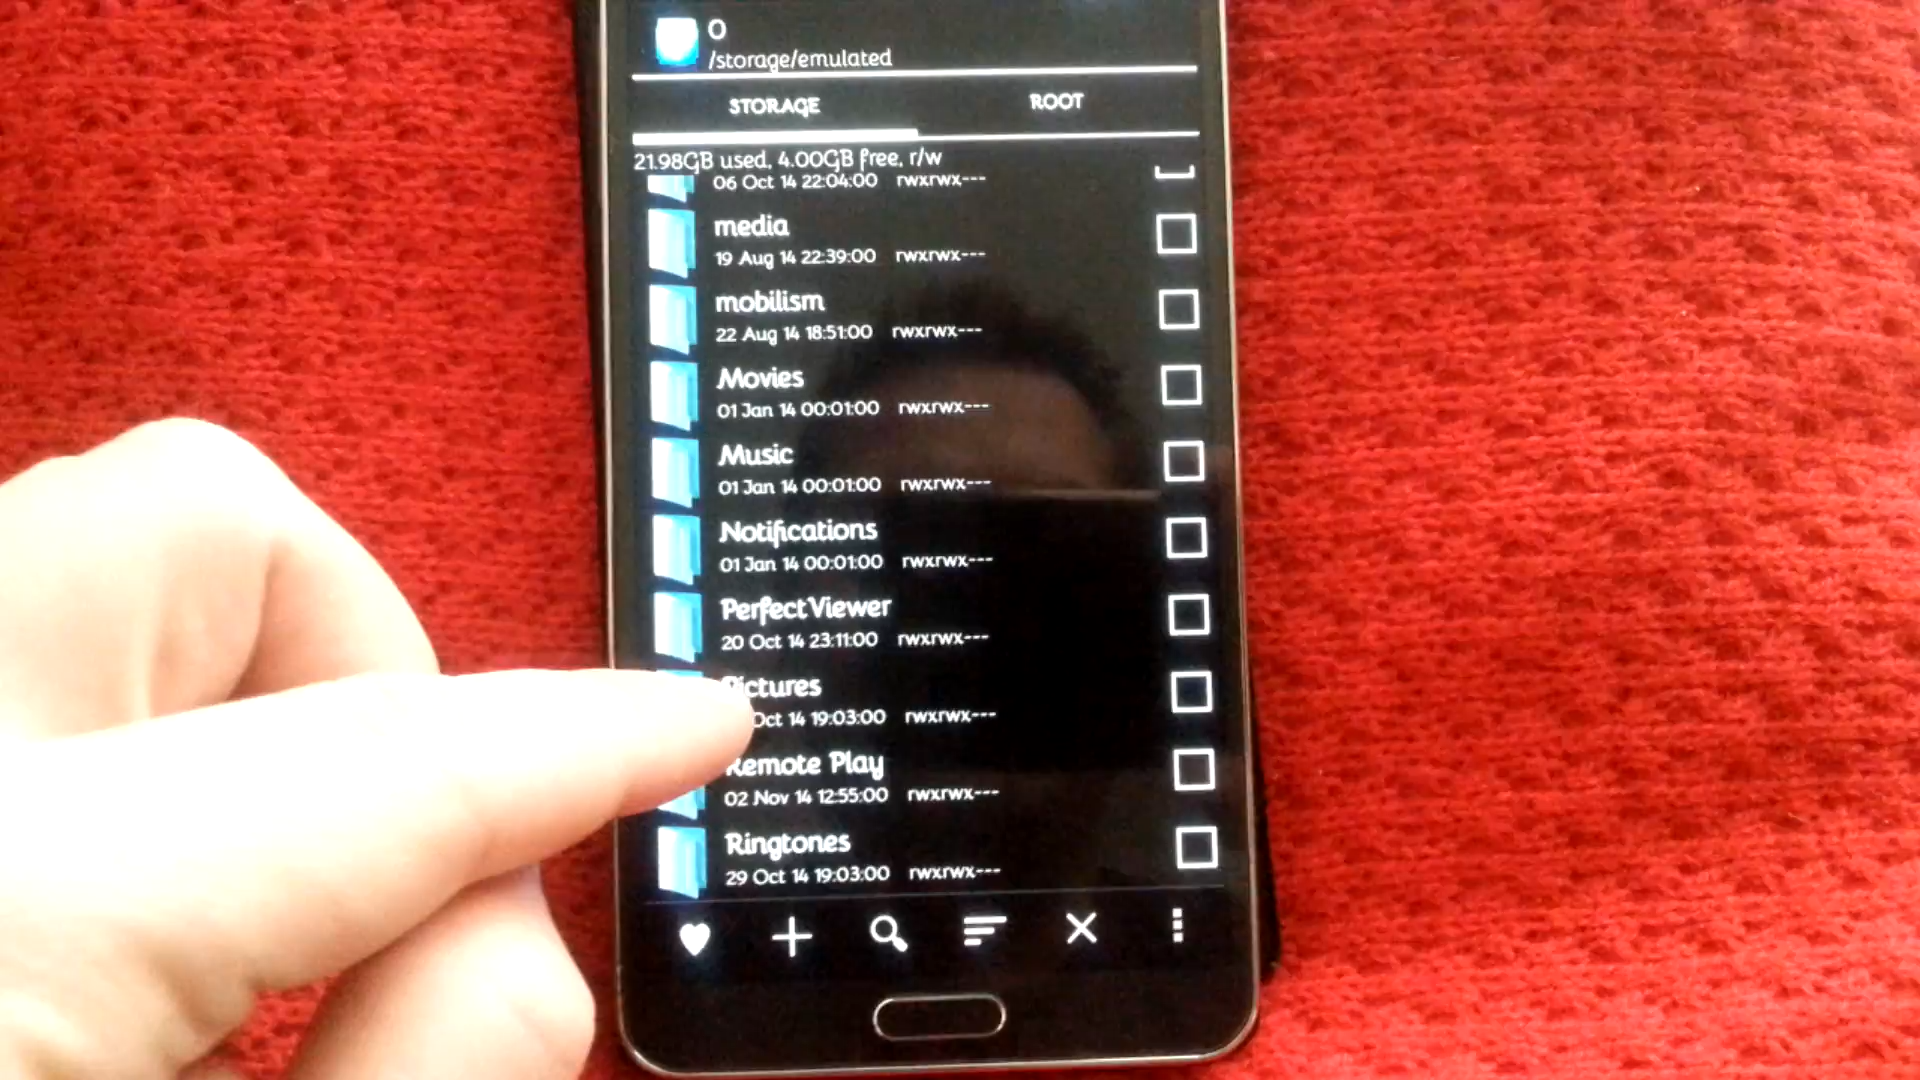 0
/storage/emulated
STORAGE
ROOT
21.98GB used, 4.00GB free, r/w
06 Oct 14 22:04:00 rwxrwx---
media
19 Aug 14 22:39:00 rwxrwx---
mobilism
22 Aug 14 18:51:00 rwxrwx---
Movies
01 Jan 14 00:01:00 rwxrwx---
Music
01 Jan 14 00:01:00 rwxrwx---
Notifications
01 Jan 14 00:01:00 rwxrwx---
PerfectViewer
20 Oct 14 23:11:00 rwxrwx---
Pictures
Oct 14 19:03:00 rwxrwx---
Remote Play
02 Nov 14 12:55:00 rwxrwx---
Ringtones
29 Oct 14 19:03:00 rwxrwx---